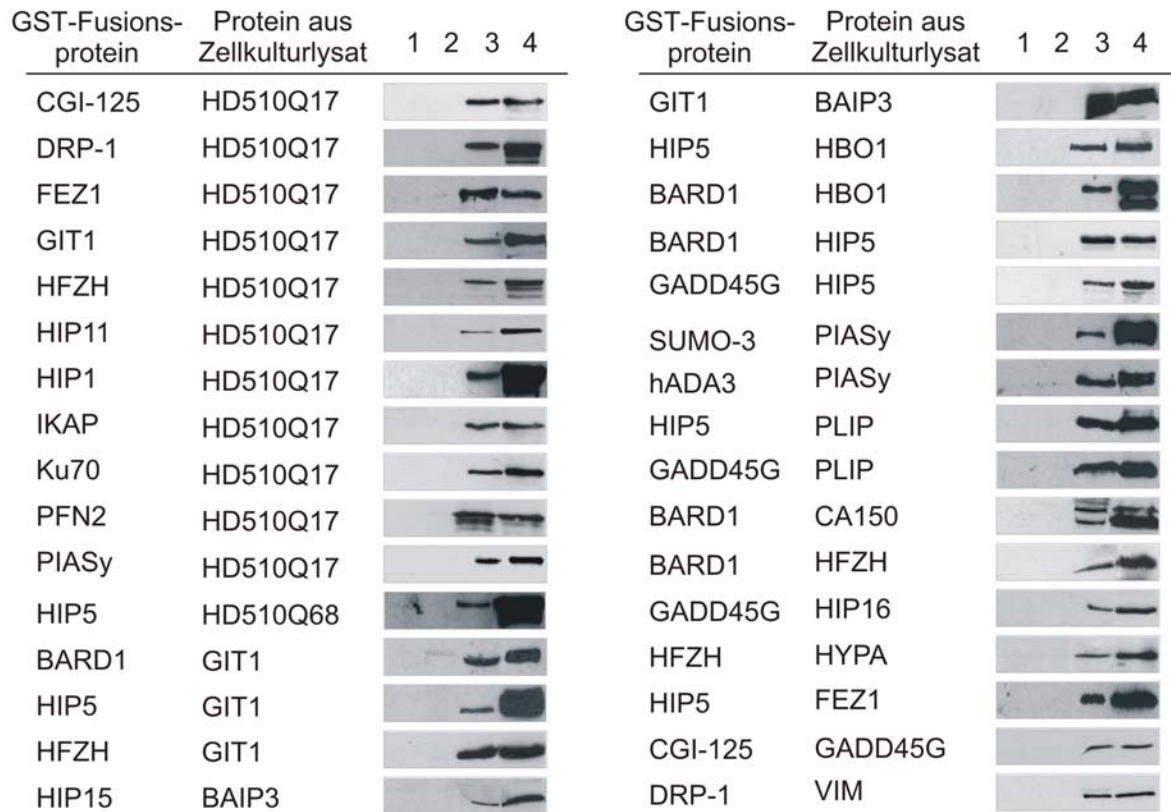 GST-Fusions- Protein aus
protein Zellkulturlysat 1 2 3 4
CGI-125 HD510Q17
DRP-1 HD510Q17
FEZ1 HD510Q17
GIT1 HD510Q17
HFZH HD510Q17
HIP11 HD510Q17
HIP1 HD510Q17
IKAP HD510Q17
Ku70 HD510Q17
PFN2 HD510Q17
PIASy HD510Q17
HIP5 HD510Q68
BARD1 GIT1
HIP5 GIT1
HFZH GIT1
HIP15 BAIP3
GST-Fusions- Protein aus
protein Zellkulturlysat 1 2 3 4
GIT1 BAIP3
HIP5 HBO1
BARD1 HBO1
BARD1 HIP5
GADD45G HIP5
SUMO-3 PIASy
hADA3 PIASy
HIP5 PLIP
GADD45G PLIP
BARD1 CA150
BARD1 HFZH
GADD45G HIP16
HFZH HYPA
HIP5 FEZ1
CGI-125 GADD45G
DRP-1 VIM